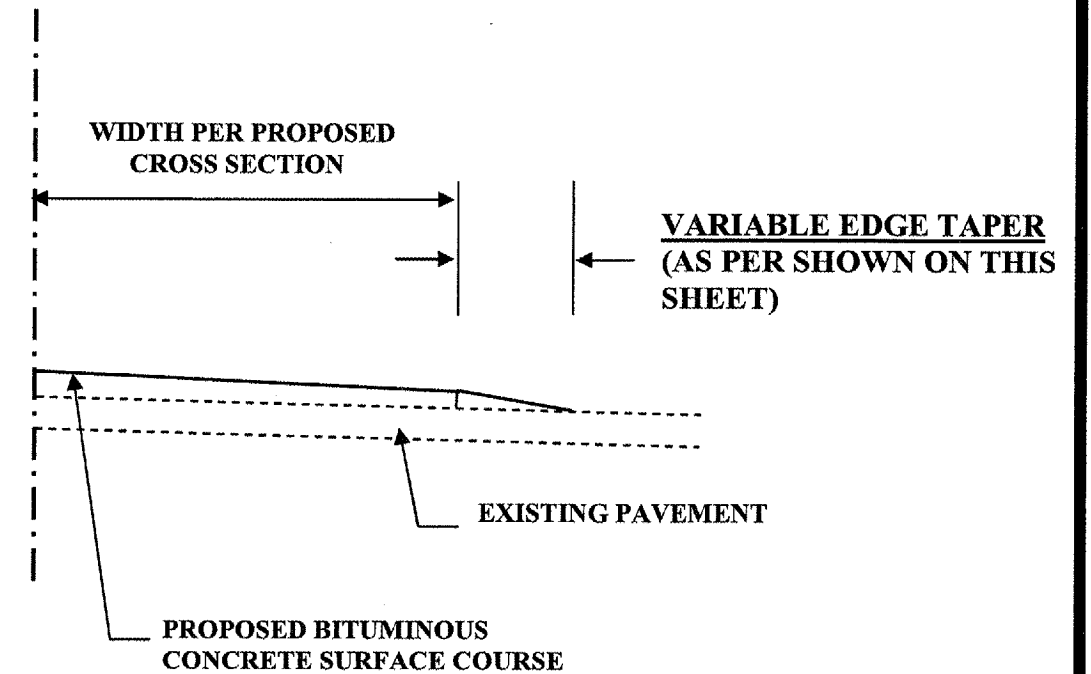 WIDTH PER PROPOSED
CROSS SECTION
VARIABLE EDGE TAPER
(AS PER SHOWN ON THIS
SHEET)
EXISTING PAVEMENT
PROPOSED BITUMINOUS
CONCRETE SURFACE COURSE